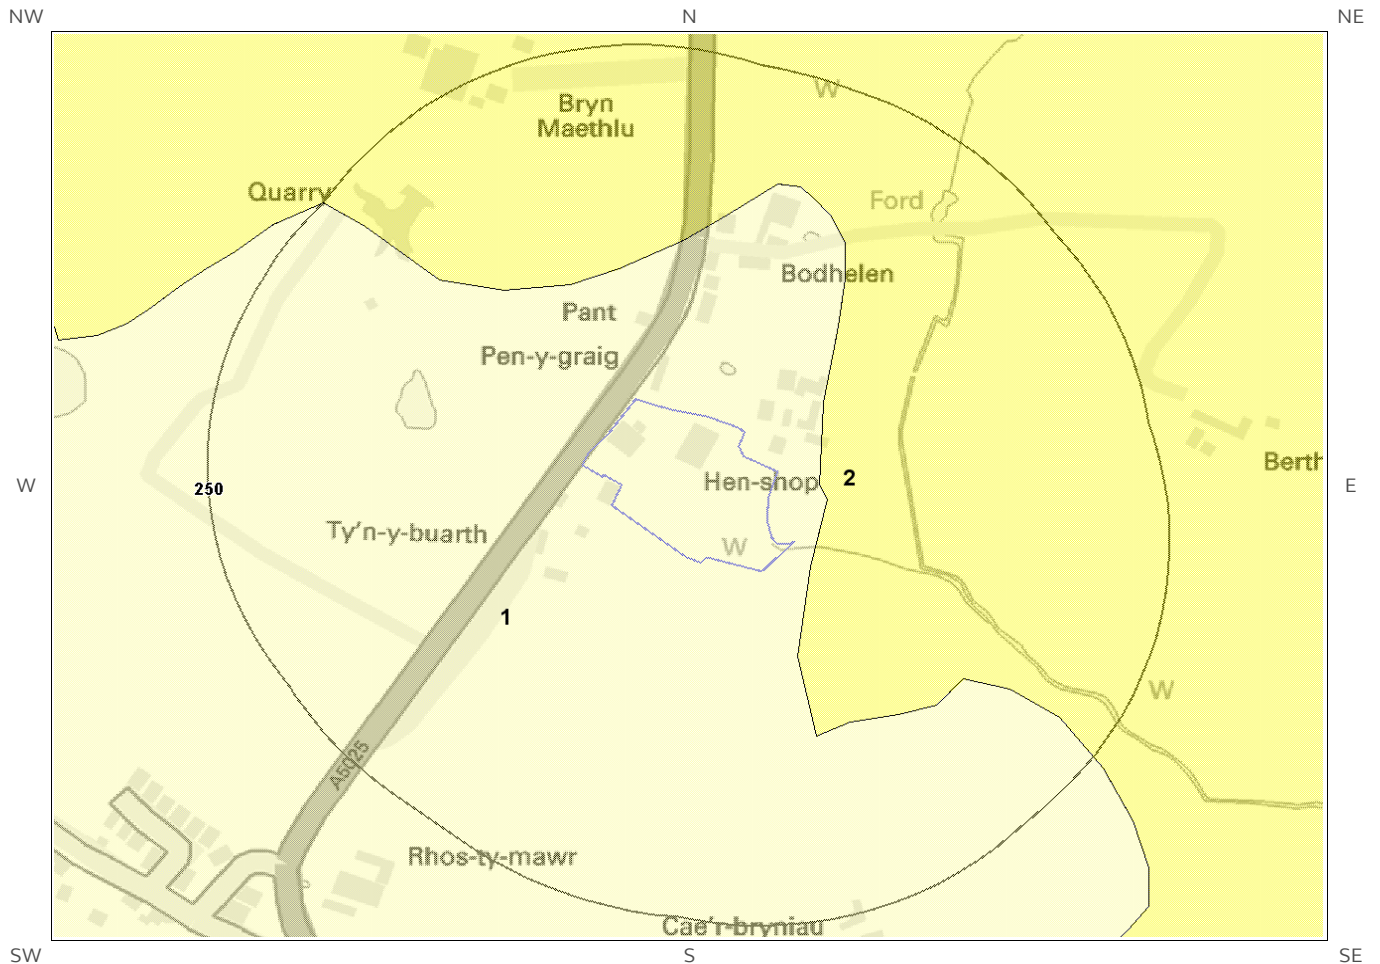 NW
N
NE
Bryn
Maethlu
W
Quarry
Ford
Bodhelen
Pant
Pen-y-graig
Berth
Hen-shop
2
W
250
E
Ty'n-y-buarth
W
1
W
A5025
Rhos-ty-mawr
Cae'r-bryniau
SW
S
SE